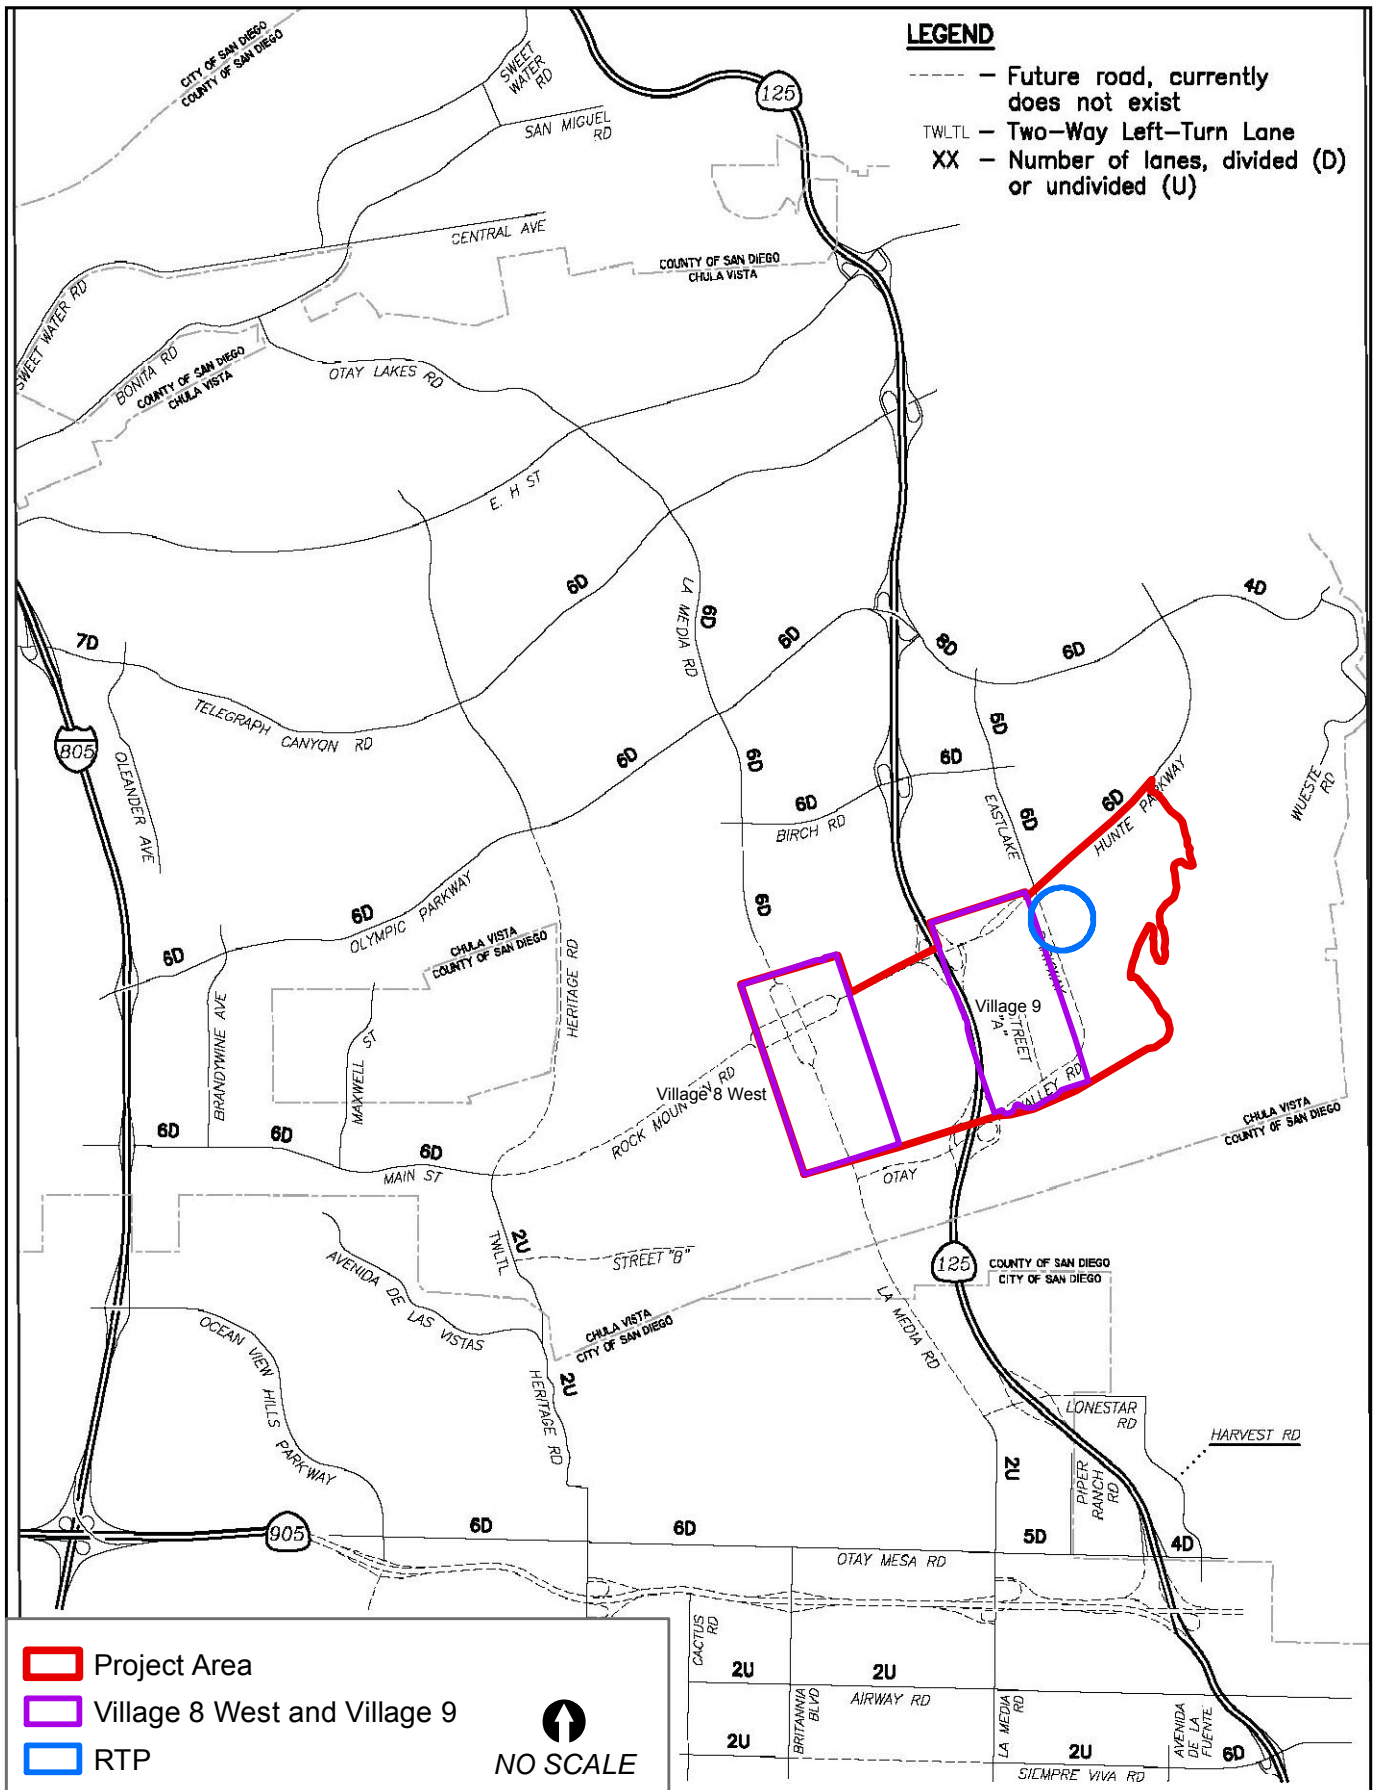 LEGEND
Future road, currently
does not exist
TWLTL – Two-Way Left-Turn Lane
XX – Number of lanes, divided (D)
or undivided (U)
CITY OF SAN DIEGO
COUNTY OF SAN DIEGO
SWEET
WATER
RD
125
SAN MIGUEL
RD
CENTRAL AVE
COUNTY OF SAN DIEGO
CHULA VISTA
SWEET WATER RD
BONITA RD
COUNTY OF SAN DIEGO
CHULA VISTA
OTAY LAKES RD
E. H ST
6D
LA MEDIA RD
6D
6D
8D
6D
4D
7D
TELEGRAPH
CANYON RD
805
OLEANDER AVE
6D
6D
6D
6D
6D
BIRCH RD
EASTLAKE
6D
6D
HUNTE PARKWAY
WUESTE
RD
6D
OLYMPIC PARKWAY
6D
6D
CHULA VISTA
COUNTY OF SAN DIEGO
HERITAGE RD
BRANDYWINE AVE
MAXWELL ST
PARKWAY
Village 9
STREET
"A"
VALLEY RD
ROCK MOUNTAIN RD
Village 8 West
6D
6D
6D
MAIN ST
OTAY
CHULA VISTA
COUNTY OF SAN DIEGO
TWLTL
2U
STREET "B"
AVENIDA DE LAS VISTAS
125
COUNTY OF SAN DIEGO
CITY OF SAN DIEGO
CHULA VISTA
CITY OF SAN DIEGO
LA MEDIA RD
OCEAN VIEW HILLS PARKWAY
HERITAGE RD
2U
LONESTAR
RD
HARVEST RD
2U
PIPER
RANCH
RD
905
6D
6D
5D
4D
OTAY MESA RD
CACTUS
RD
2U
2U
AIRWAY RD
BRITANNIA
BLVD
LA MEDIA
RD
AVENIDA
DE LA
FUENTE
2U
2U
6D
SIEMPRE VIVA RD
Project Area
Village 8 West and Village 9
RTP
NO SCALE